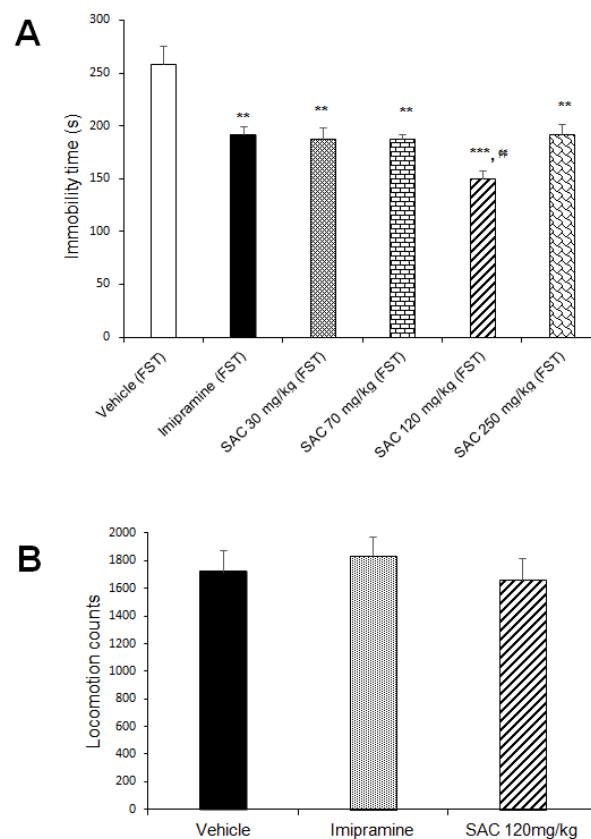 A
Immobility time (s)
300
250
200
150
100
50
0
**
**
**
***, ##
**
Vehicle (FST)
Imipramine (FST)
SAC 30 mg/kg (FST)
SAC 70 mg/kg (FST)
SAC 120 mg/kg (FST)
SAC 250 mg/kg (FST)
B
Locomotion counts
2000
1800
1600
1400
1200
1000
800
600
400
200
0
Vehicle
Imipramine
SAC 120mg/kg